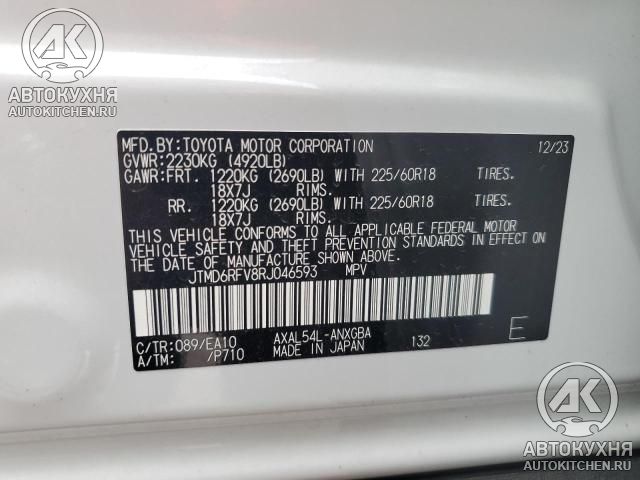 АК
АВТОКУХНЯ
AUTOKITCHEN.RU
MFD.BY:TOYOTA MOTOR CORPORATION 12/23
GVWR:2230KG (4920LB)
GAWR:FRT. 1220KG (2690LB) WITH 225/60R18 TIRES.
18X7J RIMS.
RR. 1220KG (2690LB) WITH 225/60R18 TIRES.
18X7J RIMS.
THIS VEHICLE CONFORMS TO ALL APPLICABLE FEDERAL MOTOR
VEHICLE SAFETY AND THEFT PREVENTION STANDARDS IN EFFECT ON
THE DATE OF MANUFACTURE SHOWN ABOVE.
JTMD6RFV8RJ046593 MPV
C/TR:089/EA10 AXAL54L-ANXGBA 132 E
A/TM: /P710 MADE IN JAPAN
АК
АВТОКУХНЯ
AUTOKITCHEN.RU